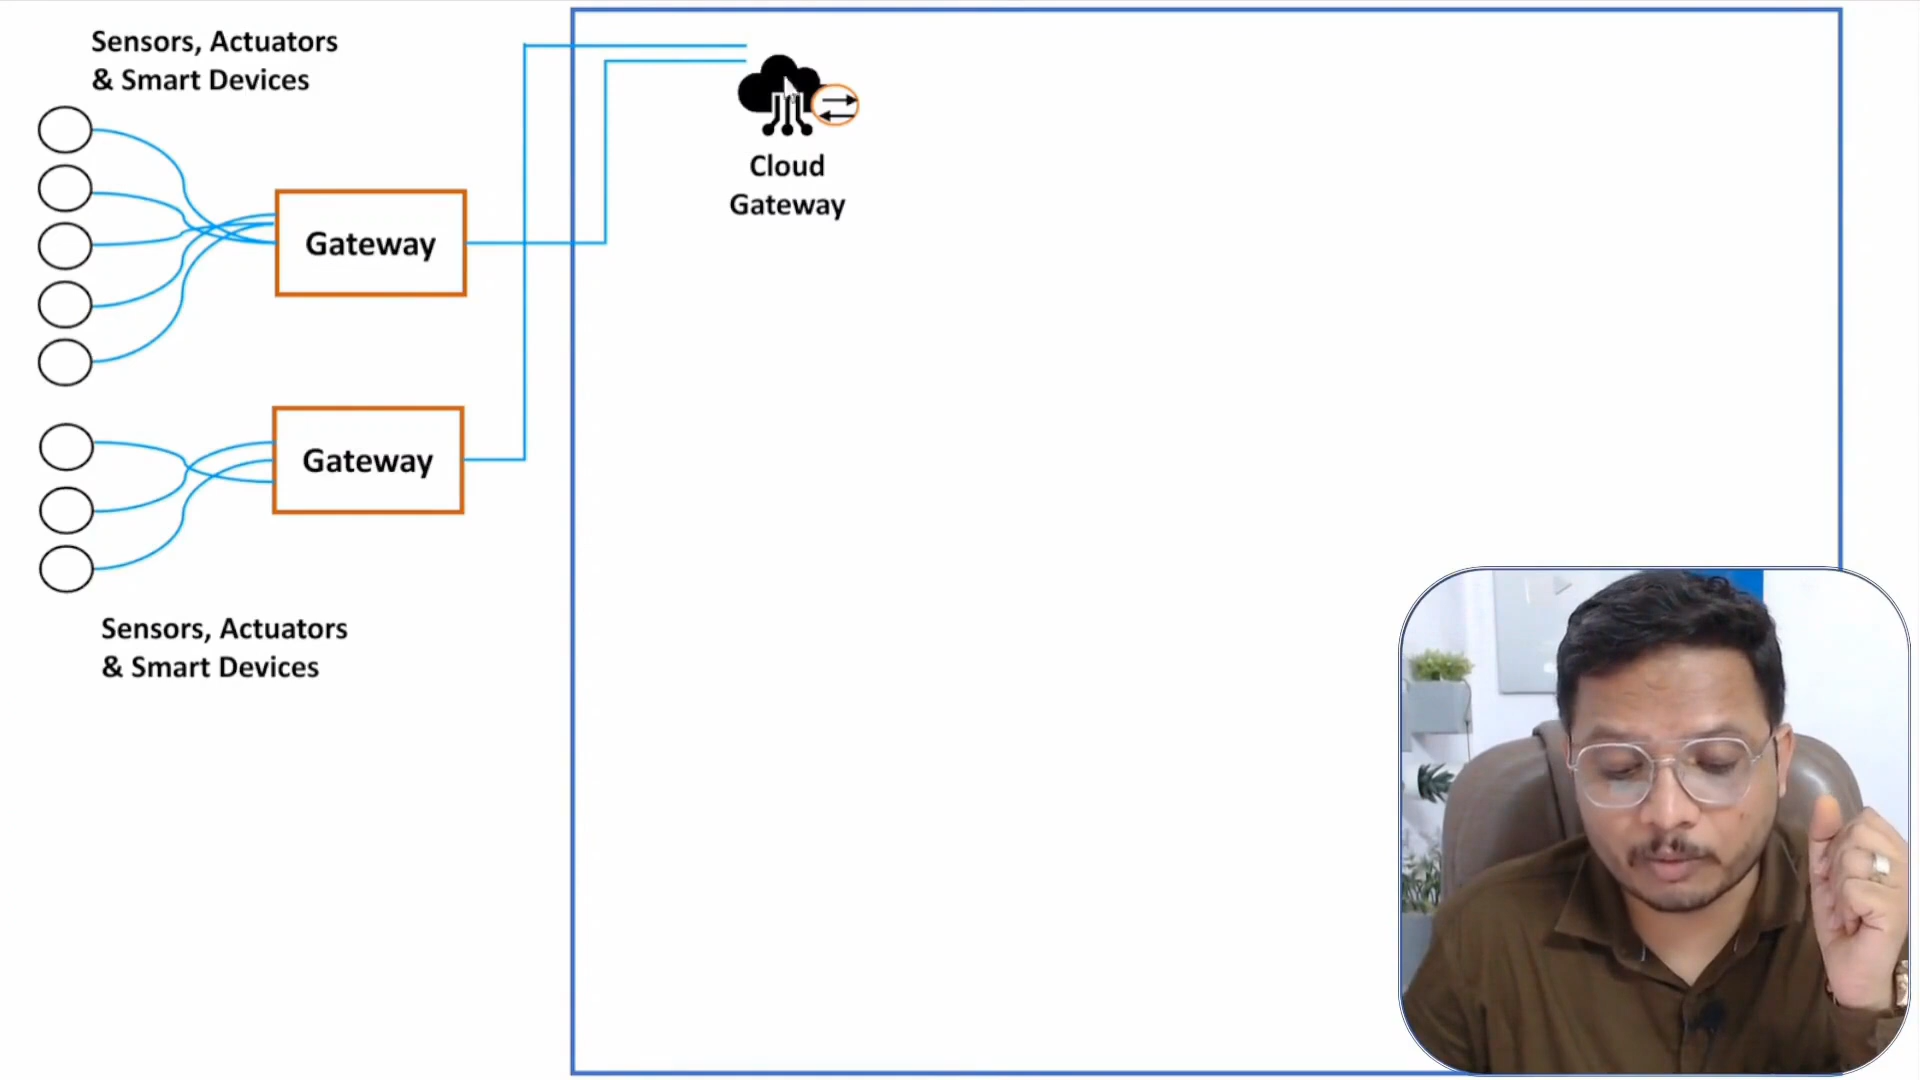 Sensors, Actuators
& Smart Devices
Gateway
Gateway
Sensors, Actuators
& Smart Devices
Cloud
Gateway